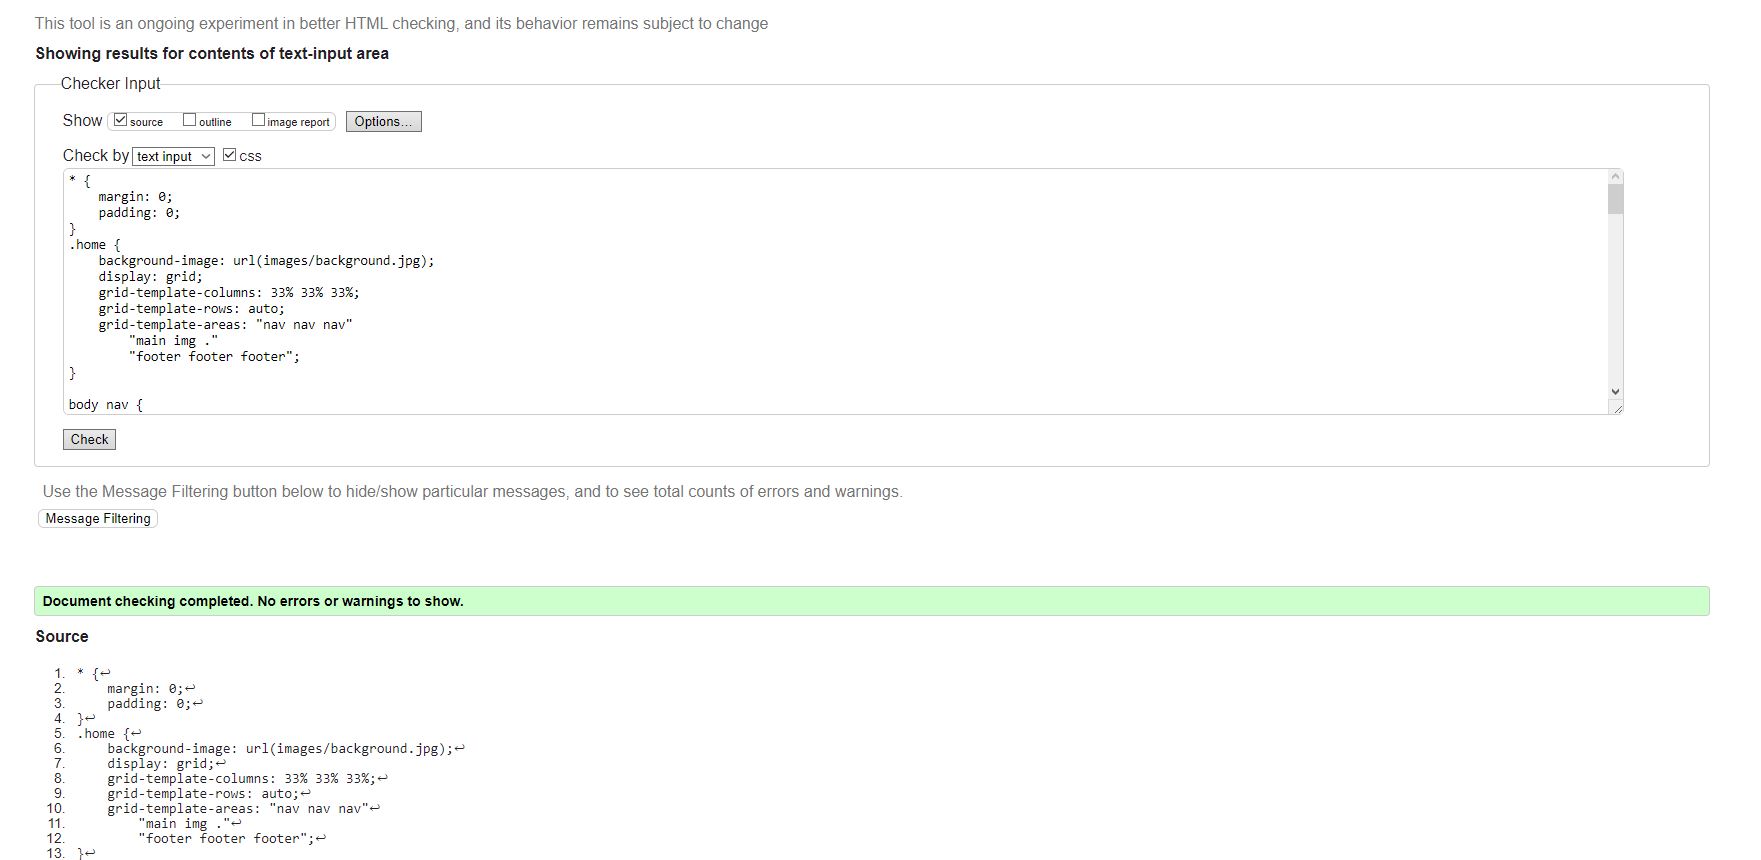 This tool is an ongoing experiment in better HTML checking, and its behavior remains subject to change
Showing results for contents of text-input area
Checker Input
Show source outline image report Options...
Check by text input css
* {
    margin: 0;
    padding: 0;
}
.home {
    background-image: url(images/background.jpg);
    display: grid;
    grid-template-columns: 33% 33% 33%;
    grid-template-rows: auto;
    grid-template-areas: "nav nav nav"
        "main img ."
        "footer footer footer";
}
body nav {
Check
Use the Message Filtering button below to hide/show particular messages, and to see total counts of errors and warnings.
Message Filtering
Document checking completed. No errors or warnings to show.
Source
1. * {↩
2.     margin: 0;↩
3.     padding: 0;↩
4. }↩
5. .home {↩
6.     background-image: url(images/background.jpg);↩
7.     display: grid;↩
8.     grid-template-columns: 33% 33% 33%;↩
9.     grid-template-rows: auto;↩
10.     grid-template-areas: "nav nav nav"↩
11.         "main img ."↩
12.         "footer footer footer";↩
13. }↩